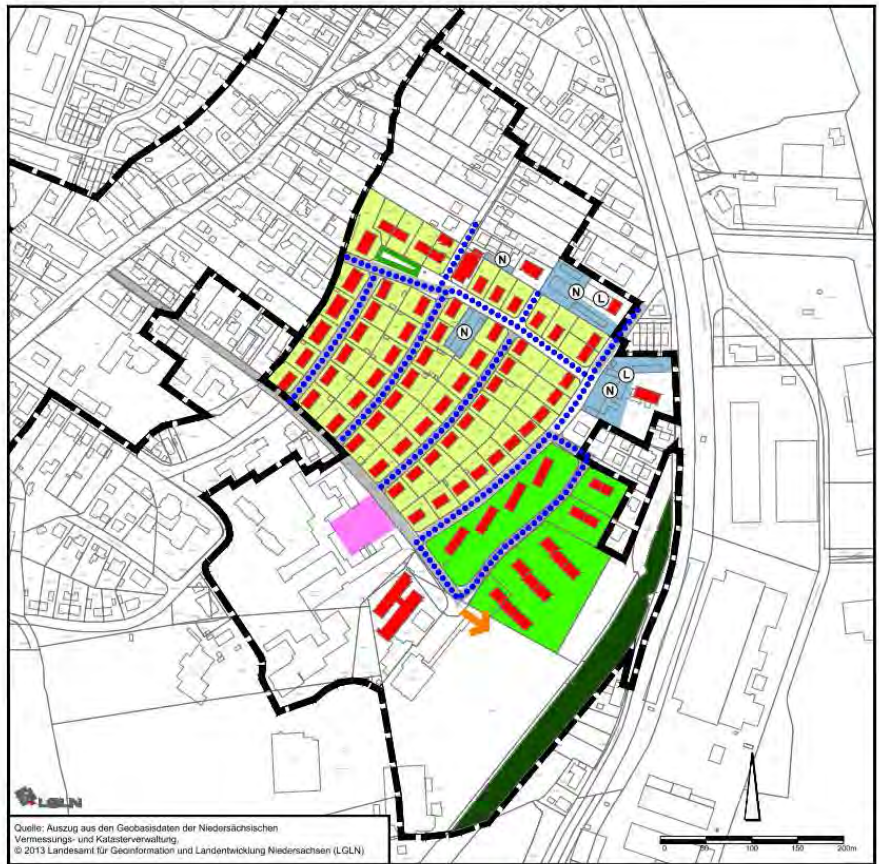 N
N
L
N
L
N
LGLN
Quelle: Auszug aus den Geobasisdaten der Niedersächsischen
Vermessungs- und Katasterverwaltung,
© 2013 Landesamt für Geoinformation und Landentwicklung Niedersachsen (LGLN)
0 50 100 150 200m